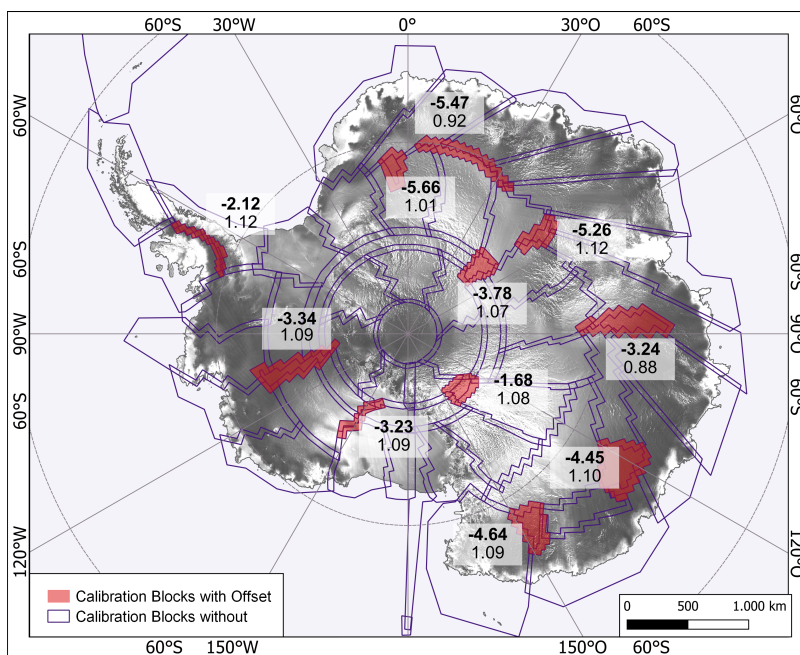 60°S 30°W 0° 30°O 60°S
60°W
60°O
-5.47
0.92
-5.66
1.01
-2.12
1.12
-5.26
1.12
60°S
60°S
-3.78
1.07
-3.34
1.09
90°W
90°O
-3.24
0.88
-1.68
1.08
60°S
60°S
-3.23
1.09
-4.45
1.10
-4.64
1.09
120°W
120°O
Calibration Blocks with Offset
Calibration Blocks without
0 500 1.000 km
60°S 150°W 150°O 60°S